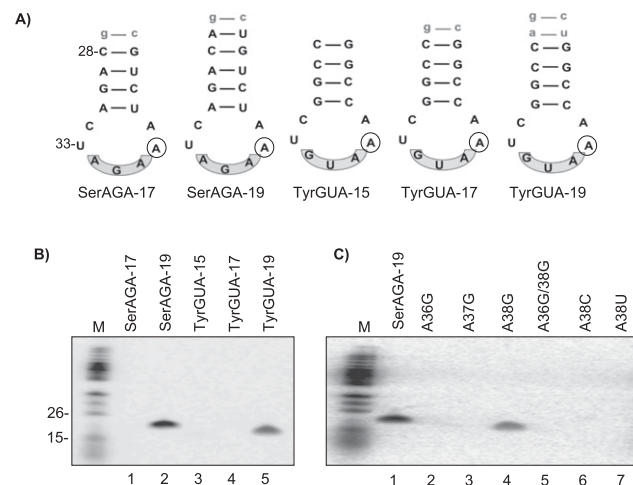 A)
g — c
28-C — G
A — U
G — C
A — U
C A
33-U A G A A
SerAGA-17
g — c
A — U
C — G
A — U
G — C
A — U
C A
U A G A A
SerAGA-19
C — G
C — G
G — C
G — C
C A
U G U A A
TyrGUA-15
g — c
C — G
C — G
G — C
G — C
C A
U G U A A
TyrGUA-17
g — c
a — u
C — G
C — G
G — C
G — C
C A
U G U A A
TyrGUA-19
B)
M SerAGA-17 SerAGA-19 TyrGUA-15 TyrGUA-17 TyrGUA-19
26-
15-
1 2 3 4 5
C)
M SerAGA-19 A36G A37G A38G A36G/38G A38C A38U
1 2 3 4 5 6 7